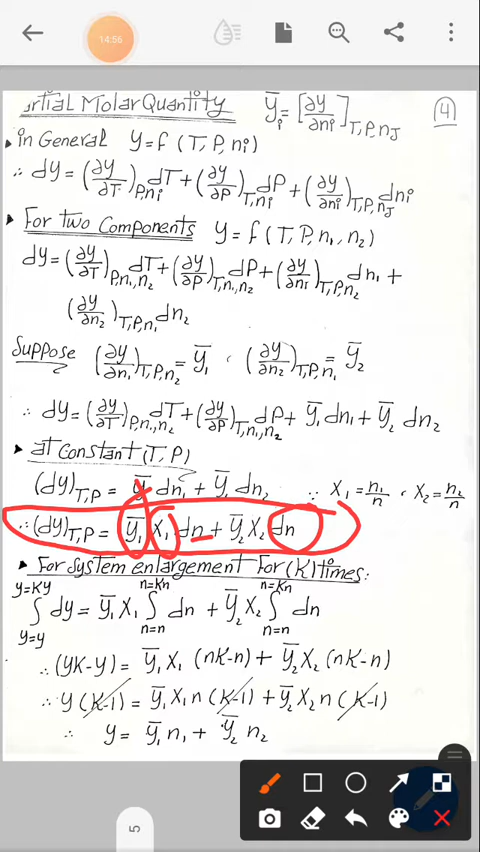 14:56
Partial Molar Quantity ȳᵢ = [∂y/∂nᵢ]T,P,nJ (4)
in General y = f (T, P, nᵢ)
∴ dy = (∂y/∂T)P,nᵢ dT + (∂y/∂P)T,nᵢ dP + (∂y/∂nᵢ)T,P,nJ dnᵢ
For two Components y = f (T, P, n₁, n₂)
dy = (∂y/∂T)P,n₁,n₂ dT + (∂y/∂P)T,n₁,n₂ dP + (∂y/∂n₁)T,P,n₂ dn₁ +
(∂y/∂n₂)T,P,n₁ dn₂
Suppose (∂y/∂n₁)T,P,n₂ = ȳ₁ ، (∂y/∂n₂)T,P,n₁ = ȳ₂
∴ dy = (∂y/∂T)P,n₁,n₂ dT + (∂y/∂P)T,n₁,n₂ dP + ȳ₁ dn₁ + ȳ₂ dn₂
at Constant (T, P)
(dy)T,P = ȳ₁ dn₁ + ȳ₂ dn₂ ∵ X₁ = n₁/n ، X₂ = n₂/n
∴ (dy)T,P = ȳ₁ X₁ dn + ȳ₂ X₂ dn
For system enlargement For (K) times:
∫ y=y → y=Ky dy = ȳ₁ X₁ ∫ n=n → n=Kn dn + ȳ₂ X₂ ∫ n=n → n=Kn dn
∴ (yK-y) = ȳ₁ X₁ (nK-n) + ȳ₂ X₂ (nK-n)
∴ y (K-1) = ȳ₁ X₁ n (K-1) + ȳ₂ X₂ n (K-1)
∴ y = ȳ₁ n₁ + ȳ₂ n₂
5